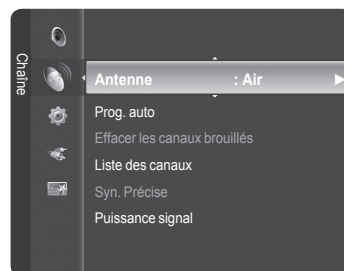 Chaîne
Antenne : Air
Prog. auto
Effacer les canaux brouillés
Liste des canaux
Syn. Précise
Puissance signal